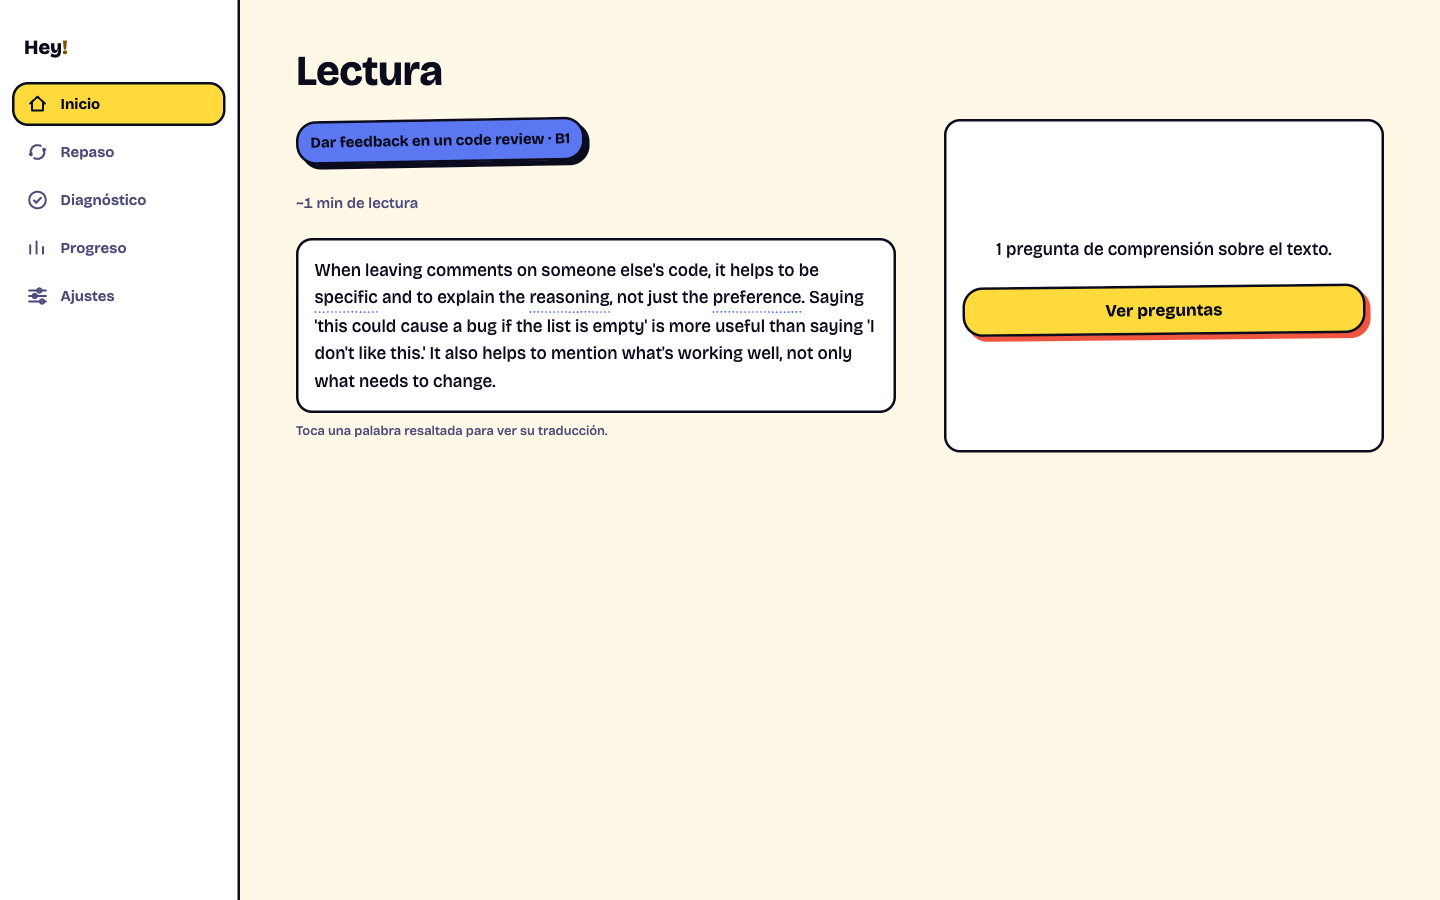 Hey!
Inicio
Repaso
Diagnóstico
Progreso
Ajustes
Lectura
Dar feedback en un code review · B1
~1 min de lectura
When leaving comments on someone else's code, it helps to be
specific and to explain the reasoning, not just the preference. Saying
'this could cause a bug if the list is empty' is more useful than saying 'I
don't like this.' It also helps to mention what's working well, not only
what needs to change.
Toca una palabra resaltada para ver su traducción.
1 pregunta de comprensión sobre el texto.
Ver preguntas